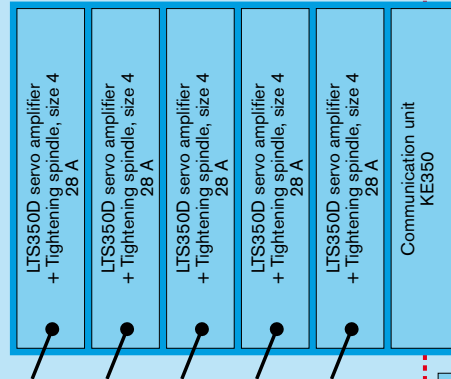 LTS350D servo amplifier
+ Tightening spindle, size 4
28 A
LTS350D servo amplifier
+ Tightening spindle, size 4
28 A
LTS350D servo amplifier
+ Tightening spindle, size 4
28 A
LTS350D servo amplifier
+ Tightening spindle, size 4
28 A
LTS350D servo amplifier
+ Tightening spindle, size 4
28 A
Communication unit
KE350